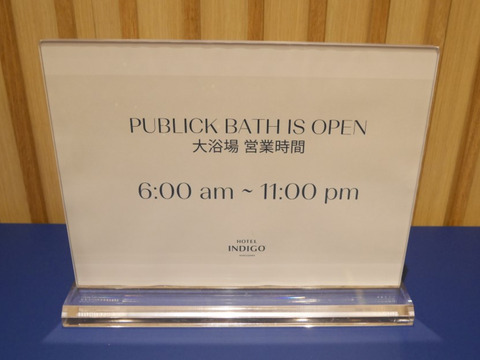 PUBLICK BATH IS OPEN
大浴場 営業時間
6:00 am ~ 11:00 pm
HOTEL
INDIGO